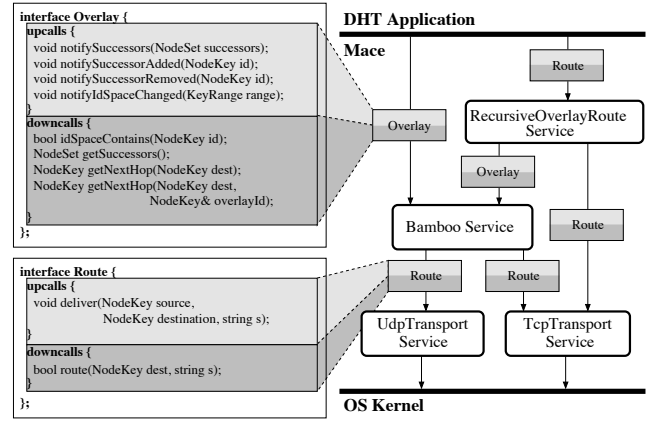 interface Overlay {
upcalls {
void notifySuccessors(NodeSet successors);
void notifySuccessorAdded(NodeKey id);
void notifySuccessorRemoved(NodeKey id);
void notifyIdSpaceChanged(KeyRange range);
}
downcalls {
bool idSpaceContains(NodeKey id);
NodeSet getSuccessors();
NodeKey getNextHop(NodeKey dest);
NodeKey getNextHop(NodeKey dest,
NodeKey& overlayId);
}
};
interface Route {
upcalls {
void deliver(NodeKey source,
NodeKey destination, string s);
}
downcalls {
bool route(NodeKey dest, string s);
}
};
DHT Application
Mace
Route
Overlay
RecursiveOverlayRoute
Service
Overlay
Bamboo Service
Route
Route
Route
UdpTransport
Service
TcpTransport
Service
OS Kernel